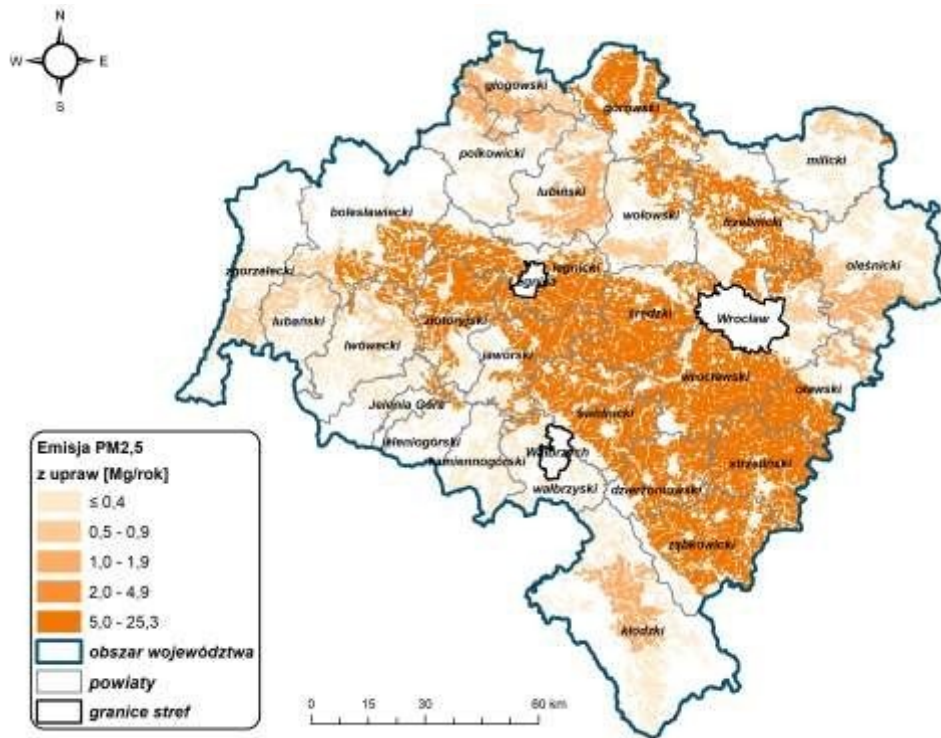 N
W E
S
głogowski
górowski
polkowicki
milicki
lubiński
bolesławiecki
wołowski
trzebnicki
zgorzelecki
legnicki
oleśnicki
Legnica
lubański
złotoryjski
średzki
Wrocław
lwówecki
jaworski
wrocławski
oławski
Jelenia Góra
świdnicki
jeleniogórski
Wałbrzych
kamiennogórski
strzeliński
wałbrzyski
dzierżoniowski
ząbkowicki
kłodzki
Emisja PM2,5
z upraw [Mg/rok]
≤ 0,4
0,5 - 0,9
1,0 - 1,9
2,0 - 4,9
5,0 - 25,3
obszar województwa
powiaty
granice stref
0 15 30 60 km